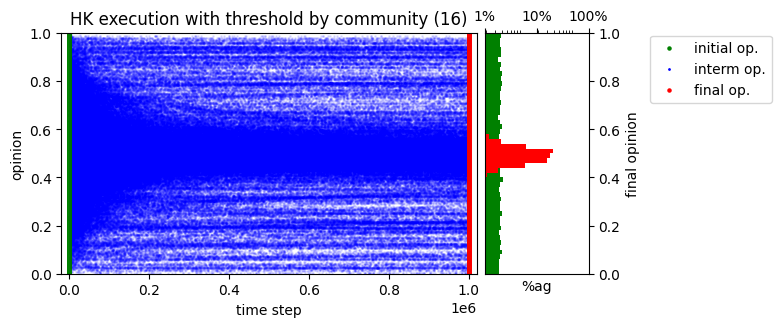 HK execution with threshold by community (16)
1% 10% 100%
initial op.
interm op.
final op.
opinion
1.0
0.8
0.6
0.4
0.2
0.0
0.0 0.2 0.4 0.6 0.8 1.0
1e6
time step
%ag
1.0
0.8
0.6
0.4
0.2
0.0
final opinion